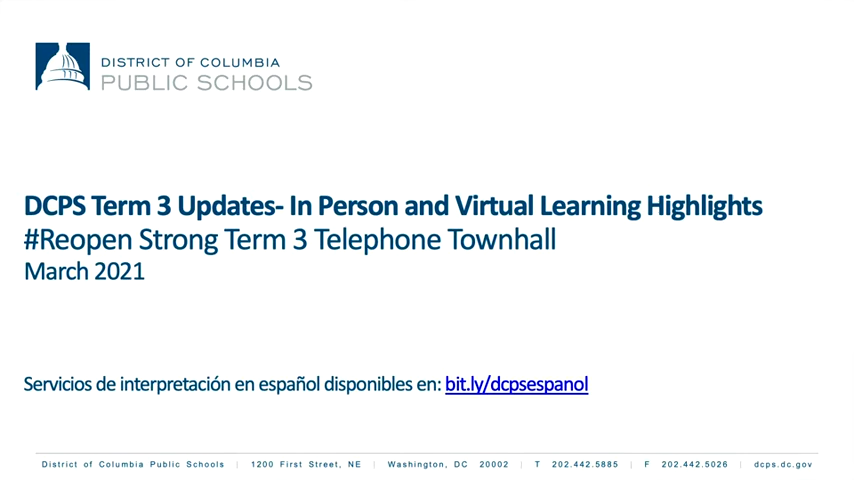 DISTRICT OF COLUMBIA
PUBLIC SCHOOLS
DCPS Term 3 Updates- In Person and Virtual Learning Highlights
#Reopen Strong Term 3 Telephone Townhall
March 2021
Servicios de interpretación en español disponibles en: bit.ly/dcpsespanol
District of Columbia Public Schools | 1200 First Street, NE | Washington, DC 20002 | T 202.442.5885 | F 202.442.5026 | dcps.dc.gov